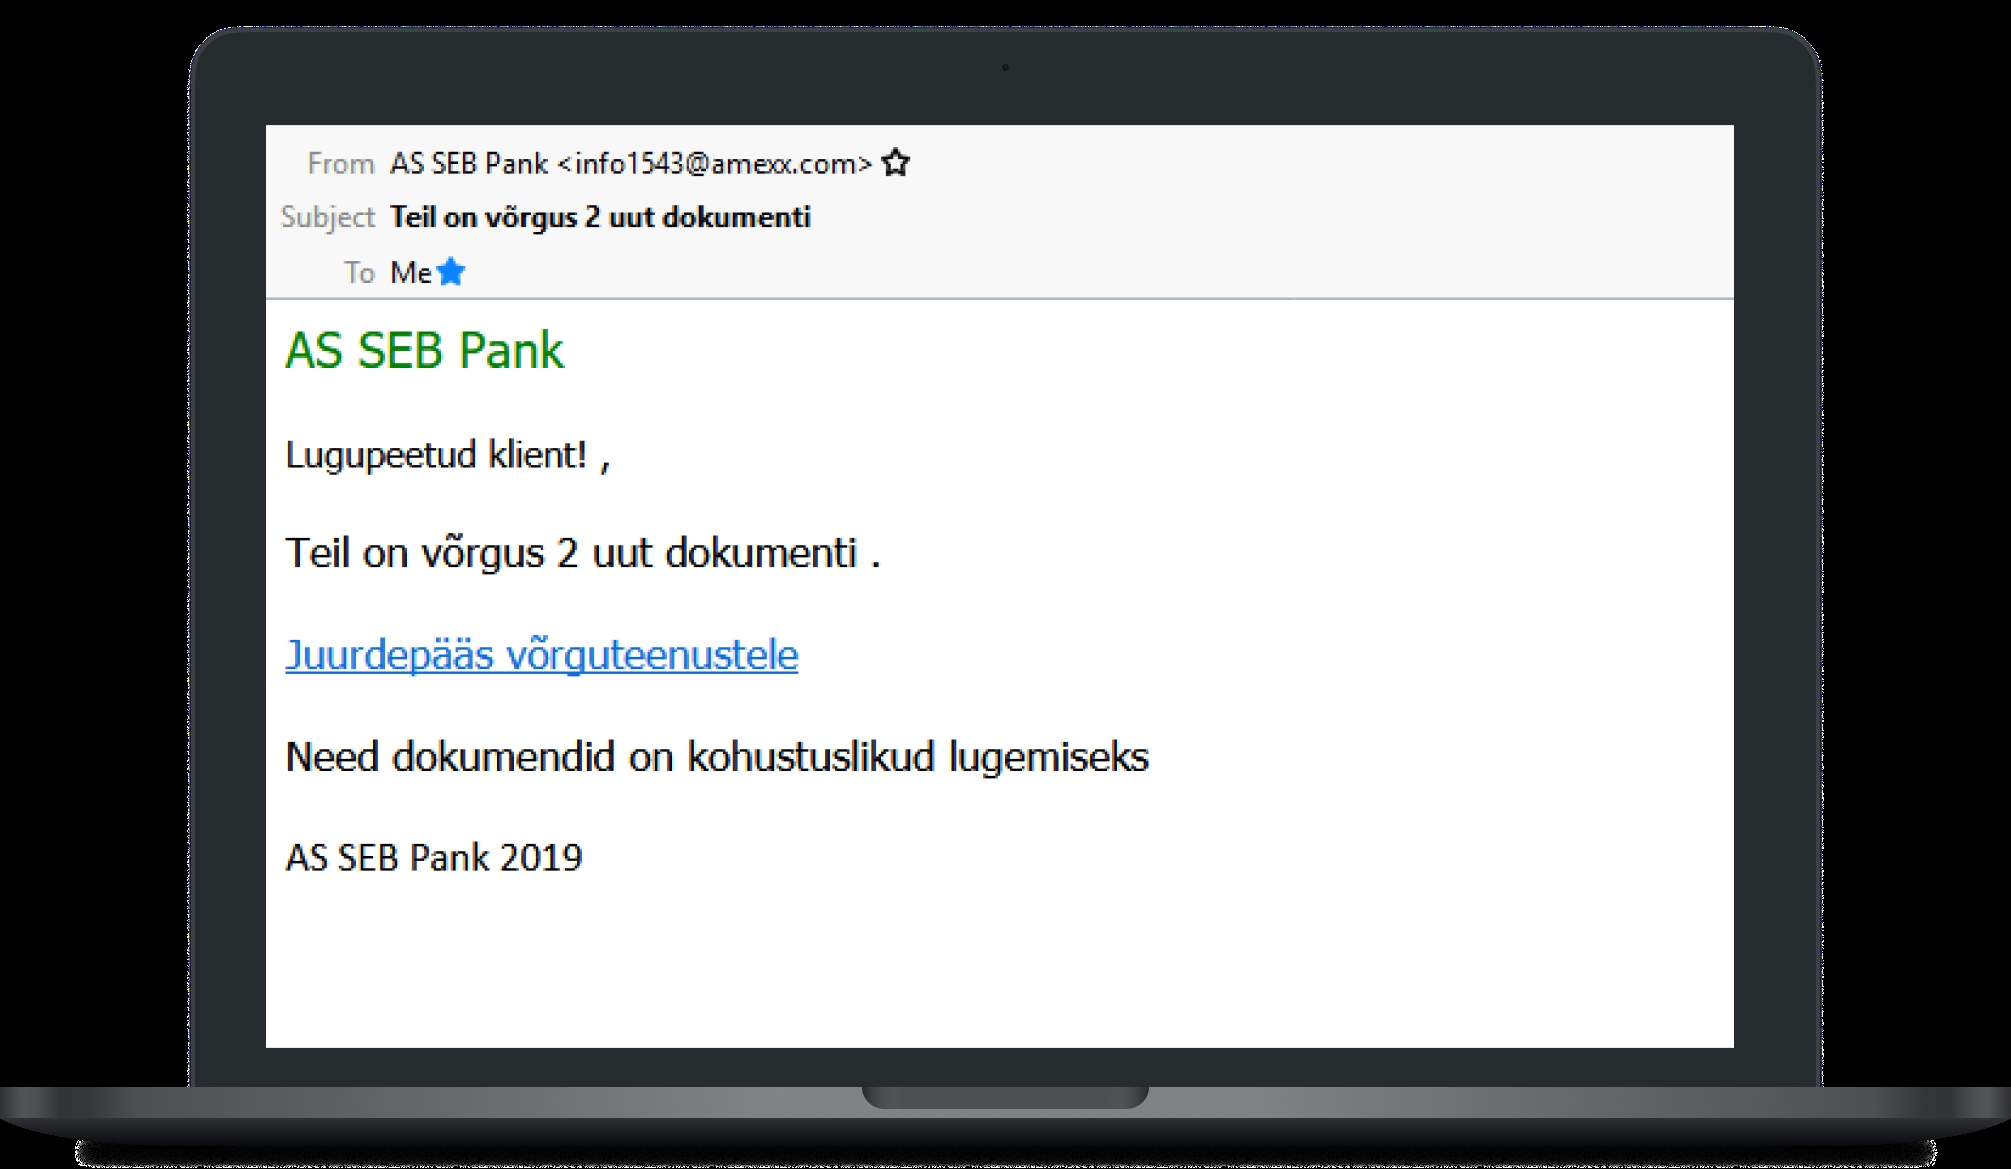 From AS SEB Pank <info1543@amexx.com>
Subject Teil on võrgus 2 uut dokumenti
To Me
AS SEB Pank
Lugupeetud klient! ,
Teil on võrgus 2 uut dokumenti .
Juurdepääs võrguteenustele
Need dokumendid on kohustuslikud lugemiseks
AS SEB Pank 2019